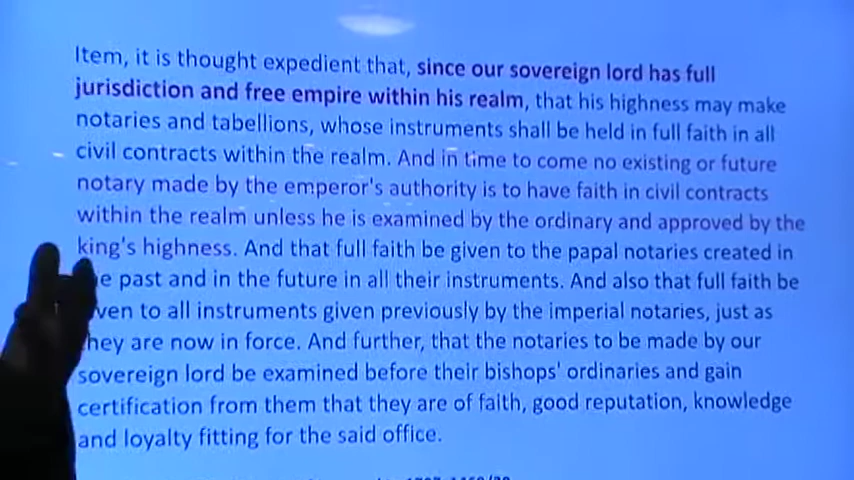 Item, it is thought expedient that, since our sovereign lord has full
jurisdiction and free empire within his realm, that his highness may make
notaries and tabellions, whose instruments shall be held in full faith in all
civil contracts within the realm. And in time to come no existing or future
notary made by the emperor's authority is to have faith in civil contracts
within the realm unless he is examined by the ordinary and approved by the
king's highness. And that full faith be given to the papal notaries created in
past and in the future in all their instruments. And also that full faith be
to all instruments given previously by the imperial notaries, just as
they are now in force. And further, that the notaries to be made by our
sovereign lord be examined before their bishops' ordinaries and gain
certification from them that they are of faith, good reputation, knowledge
and loyalty fitting for the said office.